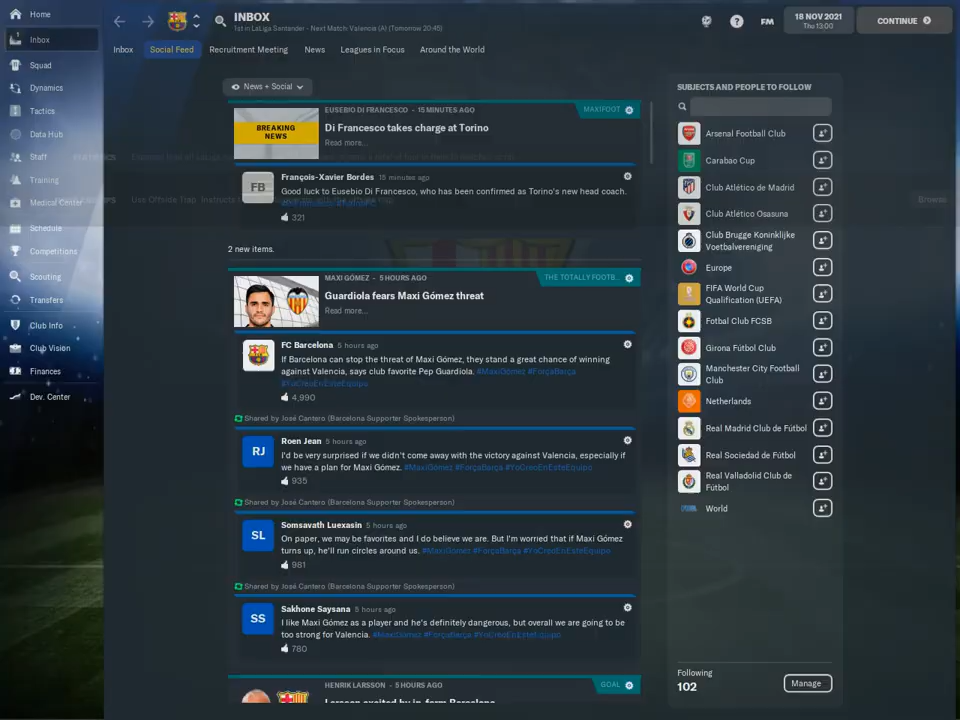 Home
INBOX
1st in LaLiga Santander - Next Match Valencia (A) (Tomorrow 20:45)
FM
18 NOV 2021
Thu 13:00
CONTINUE
1
Inbox
Squad
Dynamics
Tactics
Data Hub
Staff
Training
Medical Center
Schedule
Competitions
Scouting
Transfers
Club Info
Club Vision
Finances
Dev. Center
Inbox
Social Feed
Recruitment Meeting
News
Leagues in Focus
Around the World
News + Social
EUSEBIO DI FRANCESCO - 15 MINUTES AGO
MAXIFOOT
BREAKING
NEWS
Di Francesco takes charge at Torino
Read more...
FB
François-Xavier Bordes 15 minutes ago
Good luck to Eusebio Di Francesco, who has been confirmed as Torino's new head coach.
321
Browse
2 new items.
MAXI GÓMEZ - 5 HOURS AGO
THE TOTALLY FOOTB...
Guardiola fears Maxi Gómez threat
Read more...
FC Barcelona 5 hours ago
If Barcelona can stop the threat of Maxi Gómez, they stand a great chance of winning
against Valencia, says club favorite Pep Guardiola. #MaxiGómez #ForçaBarça
#YoCreoEnEsteEquipo
4,990
Shared by José Cantero (Barcelona Supporter Spokesperson)
RJ
Roen Jean 5 hours ago
I'd be very surprised if we didn't come away with the victory against Valencia, especially if
we have a plan for Maxi Gómez. #MaxiGómez #ForçaBarça #YoCreoEnEsteEquipo
935
Shared by José Cantero (Barcelona Supporter Spokesperson)
SL
Somsavath Luexasin 5 hours ago
On paper, we may be favorites and I do believe we are. But I'm worried that if Maxi Gómez
turns up, he'll run circles around us. #MaxiGómez #ForçaBarça #YoCreoEnEsteEquipo
981
Shared by José Cantero (Barcelona Supporter Spokesperson)
SS
Sakhone Saysana 5 hours ago
I like Maxi Gómez as a player and he's definitely dangerous, but overall we are going to be
too strong for Valencia. #MaxiGómez #ForçaBarça #YoCreoEnEsteEquipo
780
HENRIK LARSSON - 5 HOURS AGO
GOAL
Larsson excited by in-form Barcelona
SUBJECTS AND PEOPLE TO FOLLOW
Arsenal Football Club
Carabao Cup
Club Atlético de Madrid
Club Atlético Osasuna
Club Brugge Koninklijke
Voetbalvereniging
Europe
FIFA World Cup
Qualification (UEFA)
Fotbal Club FCSB
Girona Fútbol Club
Manchester City Football
Club
Netherlands
Real Madrid Club de Fútbol
Real Sociedad de Fútbol
Real Valladolid Club de
Fútbol
World
Following
102
Manage